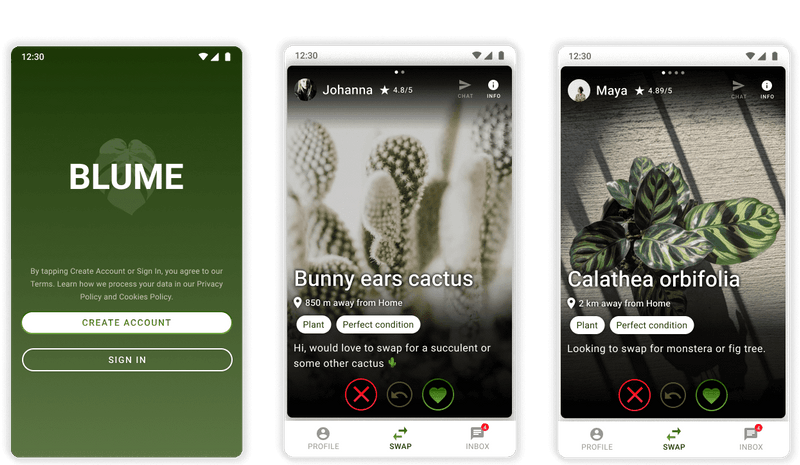 12:30
BLUME
By tapping Create Account or Sign In, you agree to our
Terms. Learn how we process your data in our Privacy
Policy and Cookies Policy.
CREATE ACCOUNT
SIGN IN
12:30
Johanna ★ 4.8/5
CHAT
INFO
Bunny ears cactus
850 m away from Home
Plant
Perfect condition
Hi, would love to swap for a succulent or
some other cactus 🌵
PROFILE
SWAP
4
INBOX
12:30
Maya ★ 4.89/5
CHAT
INFO
Calathea orbifolia
2 km away from Home
Plant
Perfect condition
Looking to swap for monstera or fig tree.
PROFILE
SWAP
4
INBOX